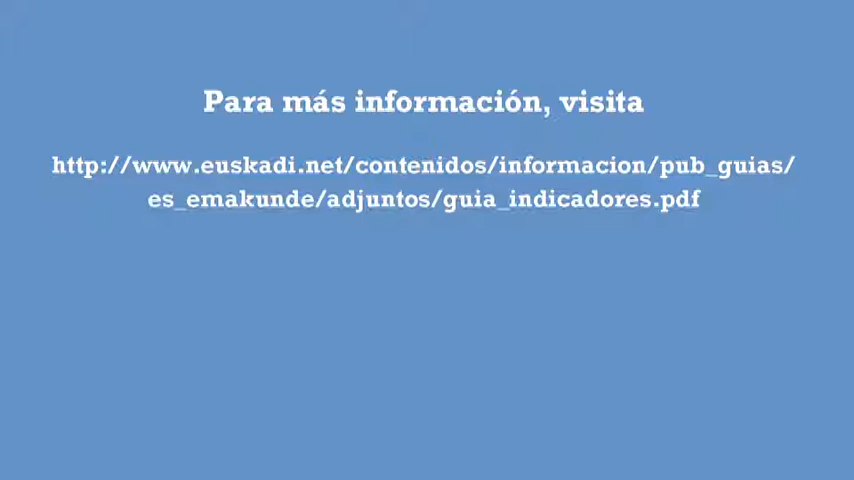 Para más información, visita
http://www.euskadi.net/contenidos/informacion/pub_guias/
es_emakunde/adjuntos/guia_indicadores.pdf